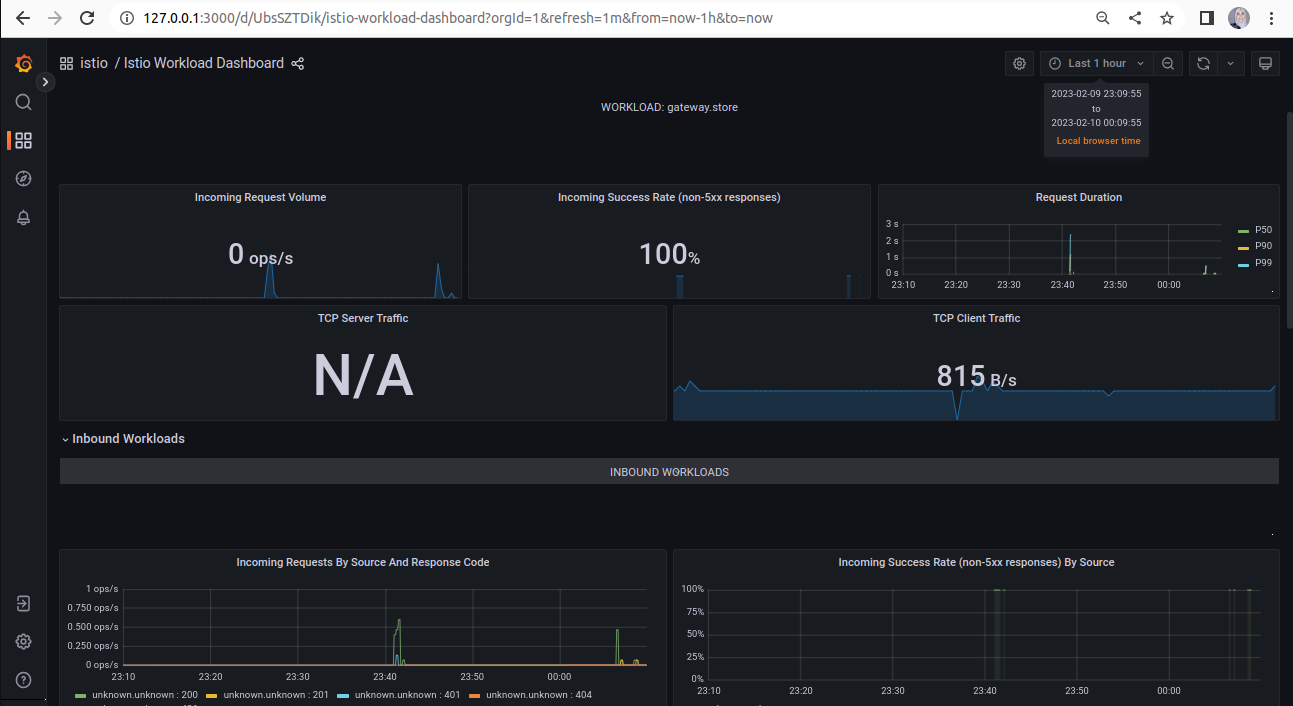 127.0.0.1:3000/d/UbsSZTDik/istio-workload-dashboard?orgId=1&refresh=1m&from=now-1h&to=now
istio / Istio Workload Dashboard
Last 1 hour
2023-02-09 23:09:55
to
2023-02-10 00:09:55
Local browser time
WORKLOAD: gateway.store
Incoming Request Volume
0 ops/s
Incoming Success Rate (non-5xx responses)
100%
Request Duration
3 s
2 s
1 s
0 s
23:10 23:20 23:30 23:40 23:50 00:00
P50
P90
P99
TCP Server Traffic
N/A
TCP Client Traffic
815 B/s
Inbound Workloads
INBOUND WORKLOADS
Incoming Requests By Source And Response Code
1 ops/s
0.750 ops/s
0.500 ops/s
0.250 ops/s
0 ops/s
23:10 23:20 23:30 23:40 23:50 00:00
unknown.unknown : 200 unknown.unknown : 201 unknown.unknown : 401 unknown.unknown : 404
Incoming Success Rate (non-5xx responses) By Source
100%
75%
50%
25%
0%
23:10 23:20 23:30 23:40 23:50 00:00